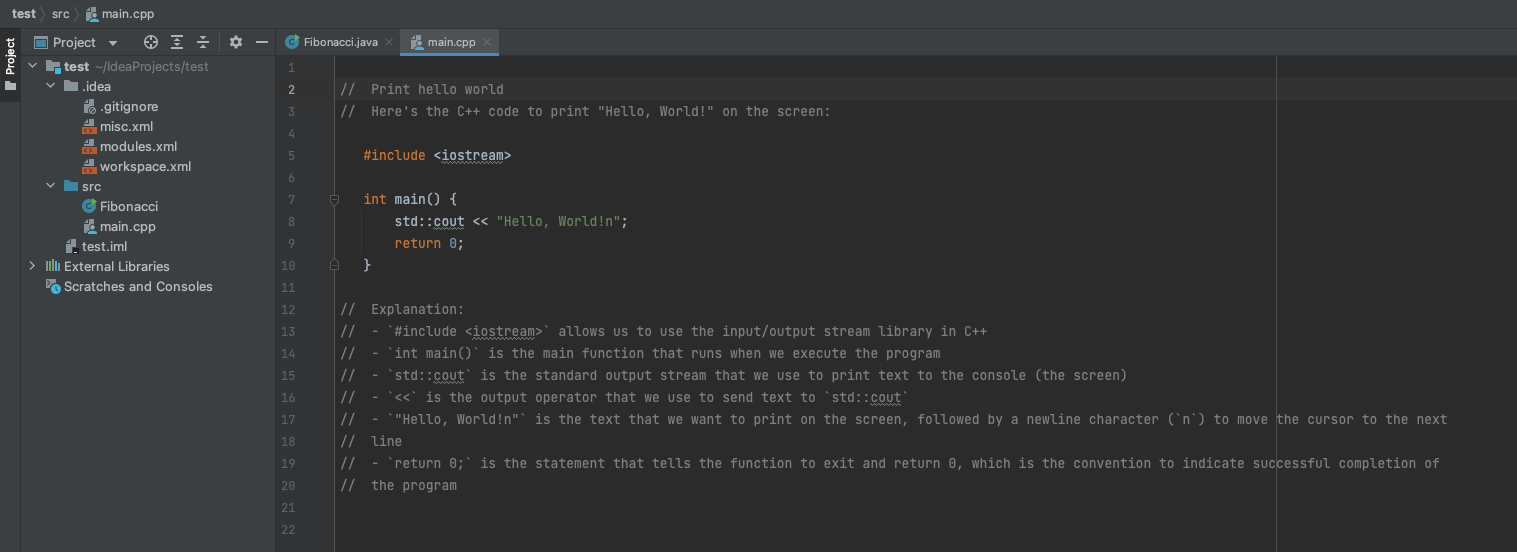 test src main.cpp
Project
Project
Fibonacci.java
main.cpp
test ~/IdeaProjects/test
.idea
.gitignore
misc.xml
modules.xml
workspace.xml
src
Fibonacci
main.cpp
test.iml
External Libraries
Scratches and Consoles
1
2 //  Print hello world
3 //  Here's the C++ code to print "Hello, World!" on the screen:
4
5    #include <iostream>
6
7    int main() {
8        std::cout << "Hello, World!n";
9        return 0;
10    }
11
12 //  Explanation:
13 //  - `#include <iostream>` allows us to use the input/output stream library in C++
14 //  - `int main()` is the main function that runs when we execute the program
15 //  - `std::cout` is the standard output stream that we use to print text to the console (the screen)
16 //  - `<<` is the output operator that we use to send text to `std::cout`
17 //  - `"Hello, World!n"` is the text that we want to print on the screen, followed by a newline character (`n`) to move the cursor to the next
18 //  line
19 //  - `return 0;` is the statement that tells the function to exit and return 0, which is the convention to indicate successful completion of
20 //  the program
21
22